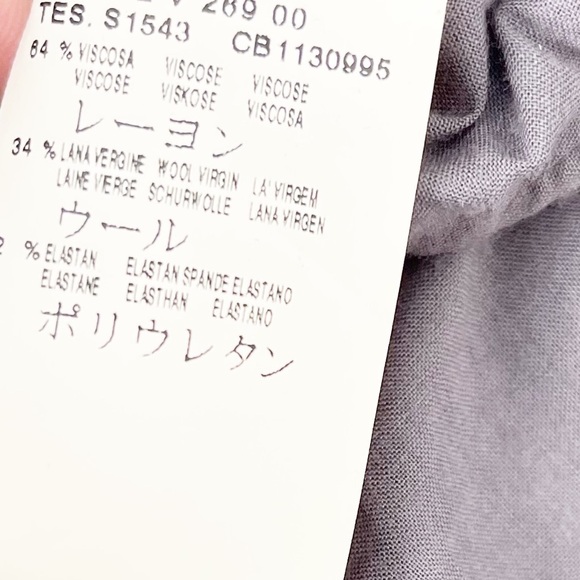 269 00
TES. S1543 CB1130995
64 % VISCOSA VISCOSE VISCOSE
VISCOSE VISKOSE VISCOSA
レーヨン
34 % LANA VERGINE WOOL VIRGIN LA'VIRGEM
LAINE VIERGE SCHURWOLLE LANA VIRGEN
ウール
2 % ELASTAN ELASTAN SPANDE ELASTANO
ELASTANE ELASTHAN ELASTANO
ポリウレタン